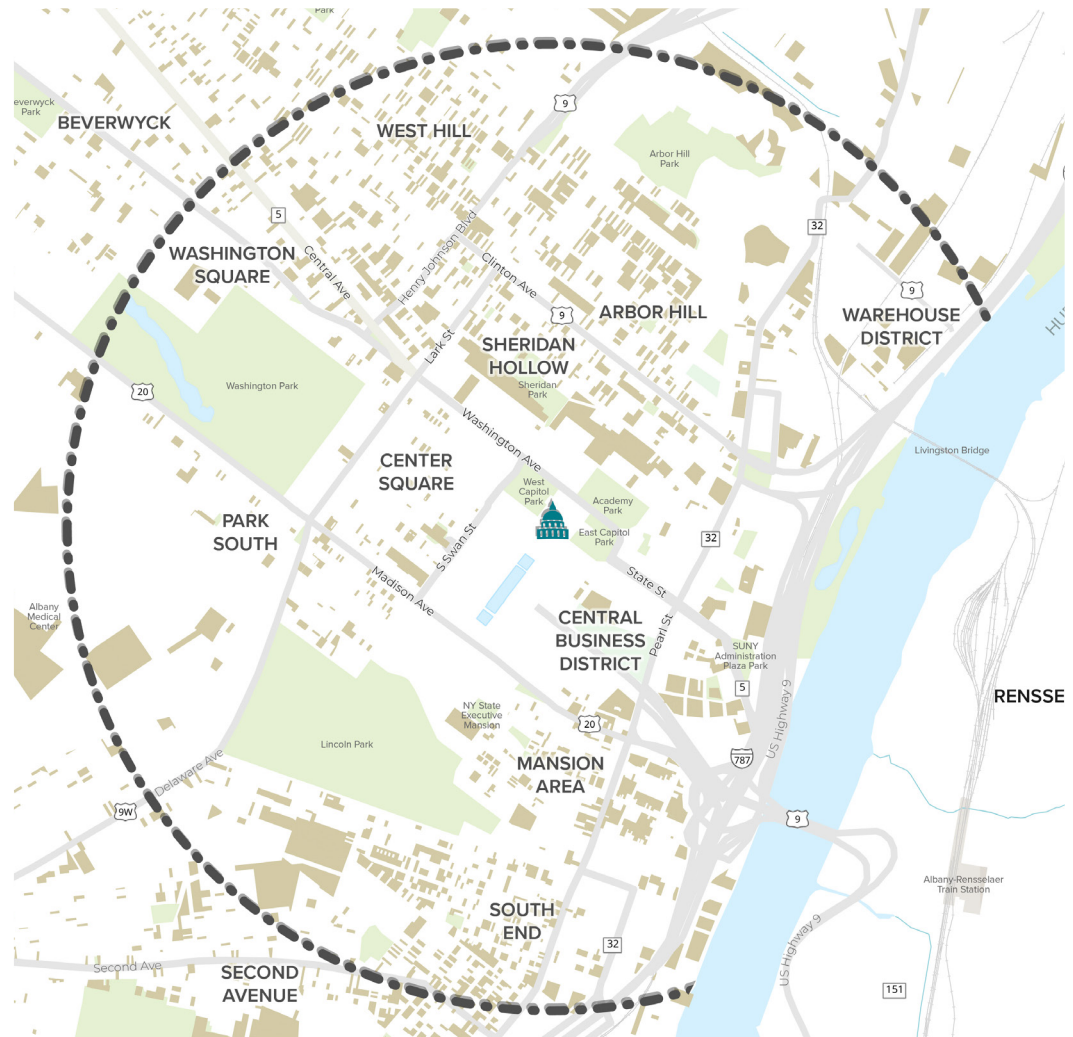 Park
9
everwyck
Park
BEVERWYCK
WEST HILL
Arbor Hill
Park
5
32
WASHINGTON
SQUARE
Central Ave
Henry Johnson Blvd
Clinton Ave
9
ARBOR HILL
9
WAREHOUSE
DISTRICT
9
HU
Lark St
SHERIDAN
HOLLOW
Sheridan
Park
Washington Park
20
Washington Ave
Livingston Bridge
CENTER
SQUARE
West
Capitol
Park
Academy
Park
East Capitol
Park
32
PARK
SOUTH
S Swan St
Madison Ave
State St
Albany
Medical
Center
CENTRAL
BUSINESS
DISTRICT
Pearl St
SUNY
Administration
Plaza Park
5
US Highway 9
RENSSE
NY State
Executive
Mansion
20
Lincoln Park
787
MANSION
AREA
Delaware Ave
9W
9
Albany-Rensselaer
Train Station
SOUTH
END
32
US Highway 9
Second Ave
SECOND
AVENUE
151